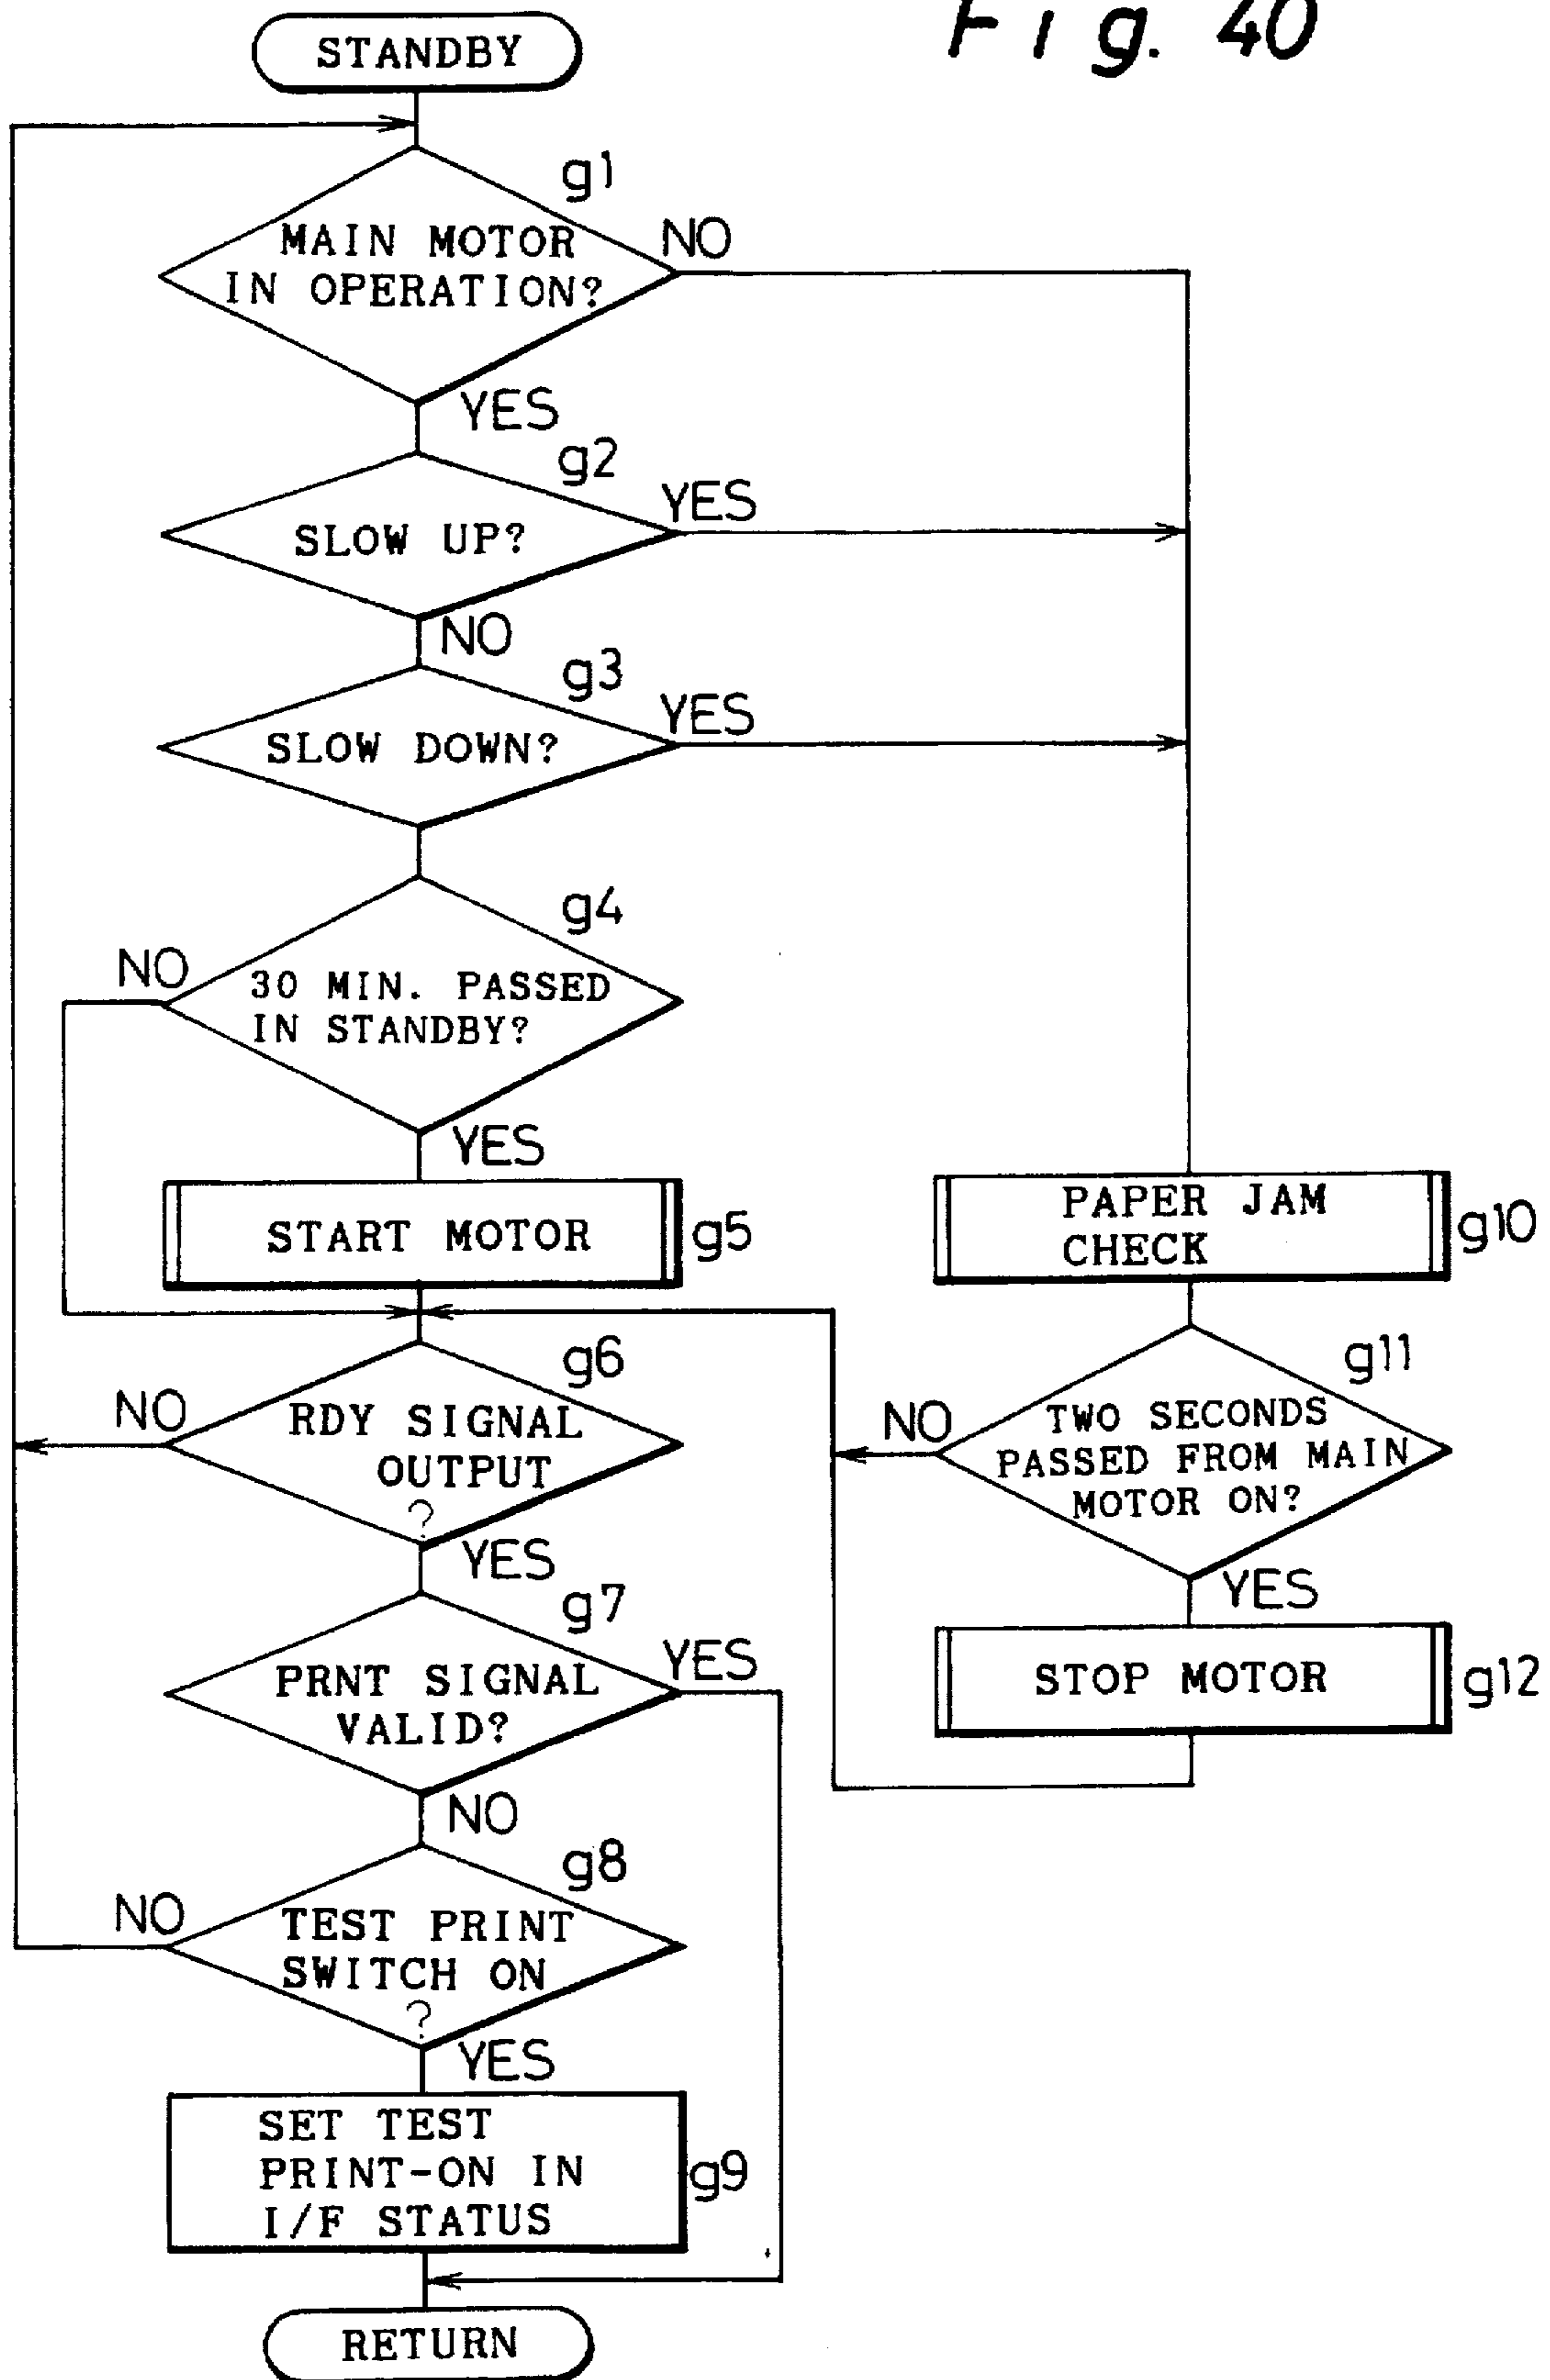 Fig. 40
STANDBY
g1
MAIN MOTOR
IN OPERATION?
NO
YES
g2
SLOW UP?
YES
NO
g3
SLOW DOWN?
YES
g4
NO
30 MIN. PASSED
IN STANDBY?
YES
START MOTOR
g5
PAPER JAM
CHECK
g10
g6
NO
RDY SIGNAL
OUTPUT
?
YES
g11
NO
TWO SECONDS
PASSED FROM MAIN
MOTOR ON?
YES
g7
PRNT SIGNAL
VALID?
YES
NO
STOP MOTOR
g12
g8
NO
TEST PRINT
SWITCH ON
?
YES
SET TEST
PRINT-ON IN
I/F STATUS
g9
RETURN